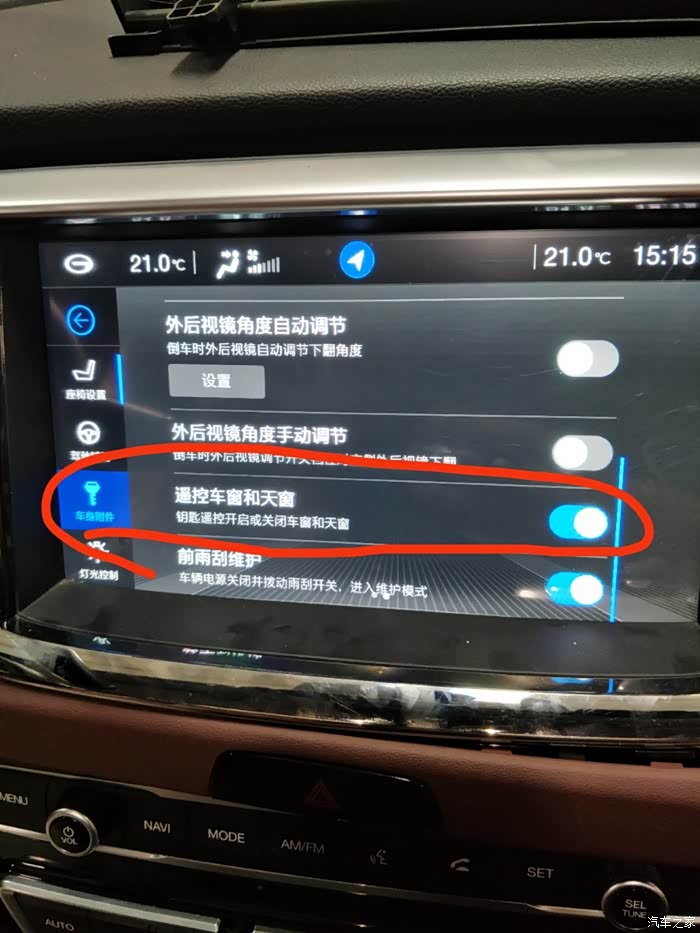 21.0℃
21.0℃ 15:15
外后视镜角度自动调节
倒车时外后视镜自动调节下翻角度
设置
座椅设置
外后视镜角度手动调节
遥控车窗和天窗
钥匙遥控开启或关闭车窗和天窗
车身附件
前雨刮维护
车辆电源关闭并拨动雨刮开关，进入维护模式
灯光控制
MENU
VOL
NAVI
MODE
AM/FM
SET
SEL
TUNE
AUTO
汽车之家